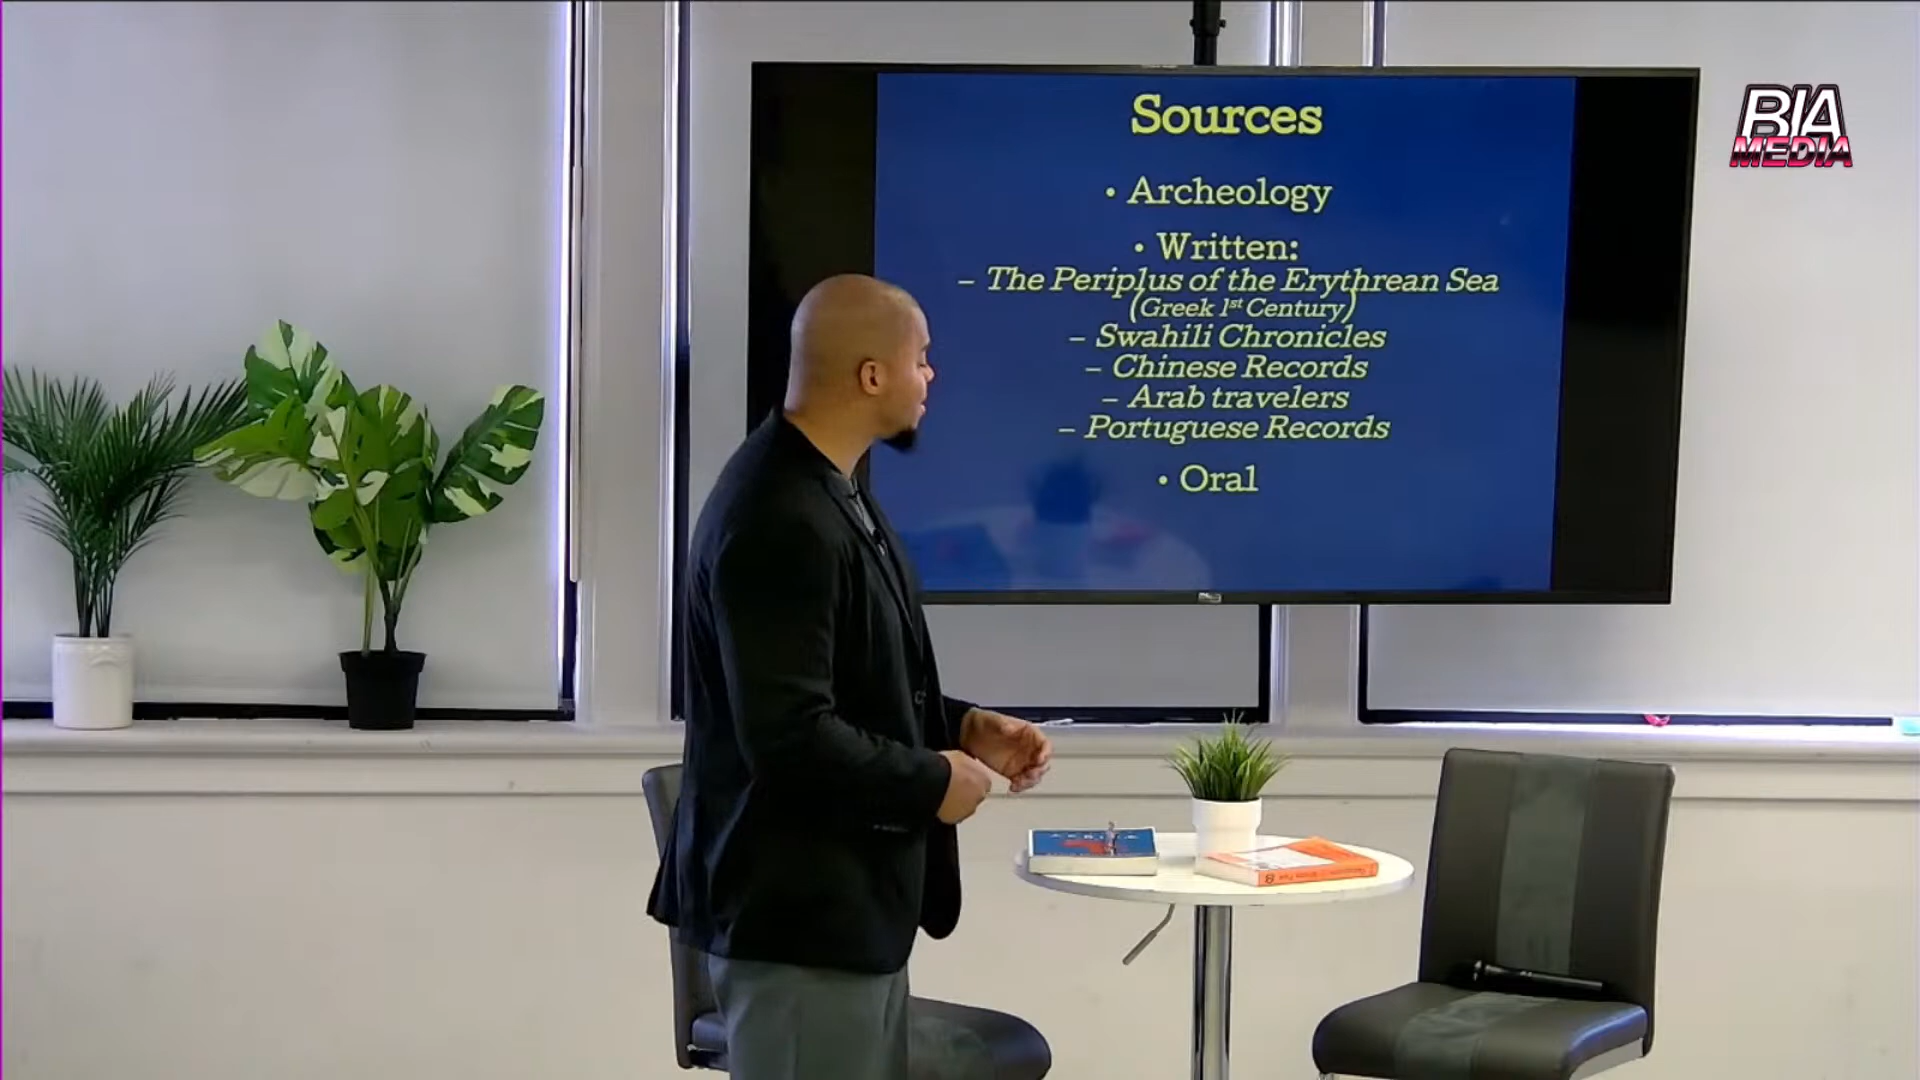 Sources
• Archeology
• Written:
– The Periplus of the Erythrean Sea
(Greek 1st Century)
– Swahili Chronicles
– Chinese Records
– Arab travelers
– Portuguese Records
• Oral
BIA
MEDIA